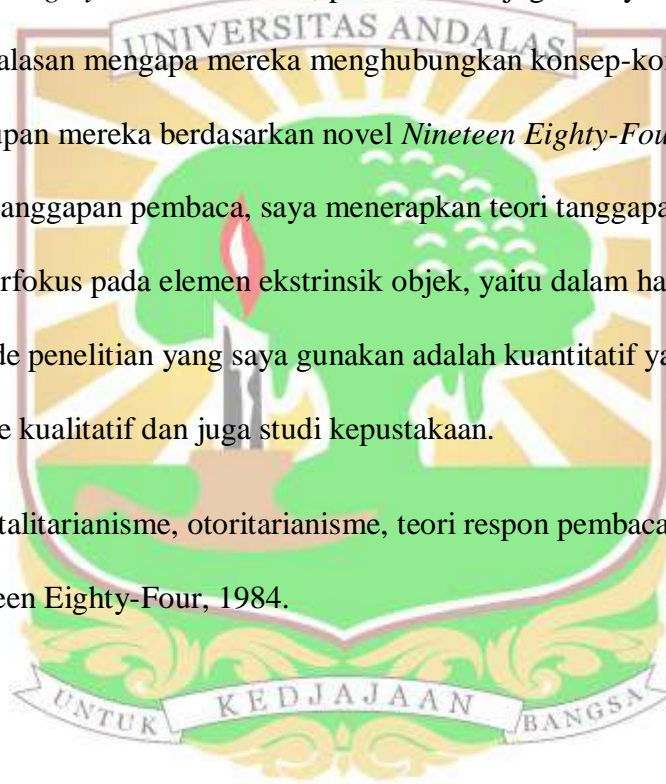 UNIVERSITAS ANDALAS
alasan mengapa mereka menghubungkan konsep-ko
upan mereka berdasarkan novel Nineteen Eighty-Fou
anggapan pembaca, saya menerapkan teori tanggapa
rfokus pada elemen ekstrinsik objek, yaitu dalam ha
de penelitian yang saya gunakan adalah kuantitatif ya
e kualitatif dan juga studi kepustakaan.
talitarianisme, otoritarianisme, teori respon pembaca
een Eighty-Four, 1984.
UNTUK KEDJAJAAN BANGSA